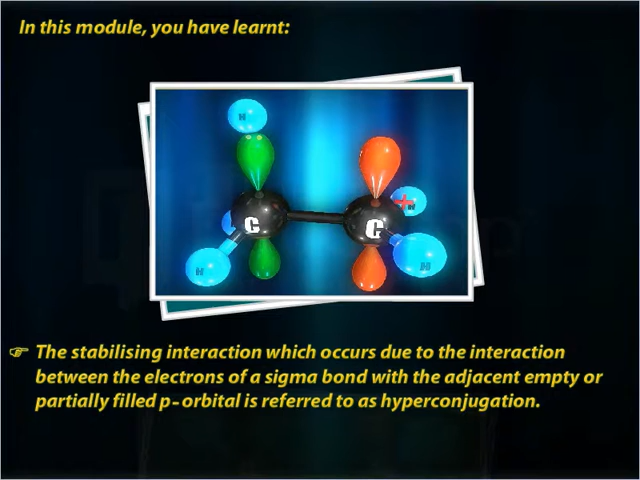 In this module, you have learnt:
H
C
C
+
H
H
H
☞ The stabilising interaction which occurs due to the interaction
between the electrons of a sigma bond with the adjacent empty or
partially filled p-orbital is referred to as hyperconjugation.